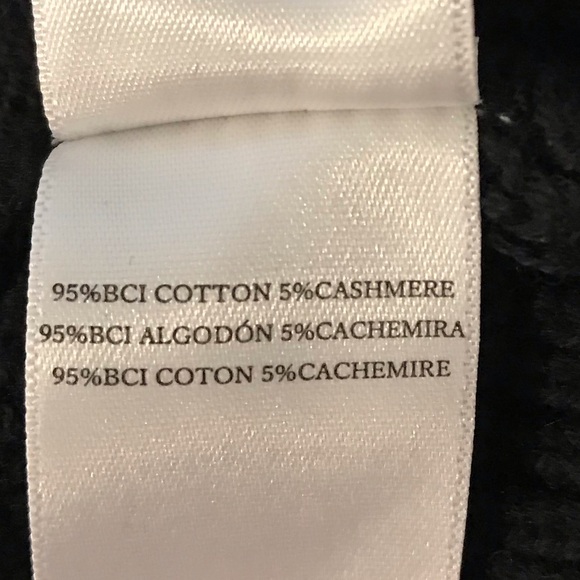 95%BCI COTTON 5%CASHMERE
95%BCI ALGODÓN 5%CACHEMIRA
95%BCI COTON 5%CACHEMIRE